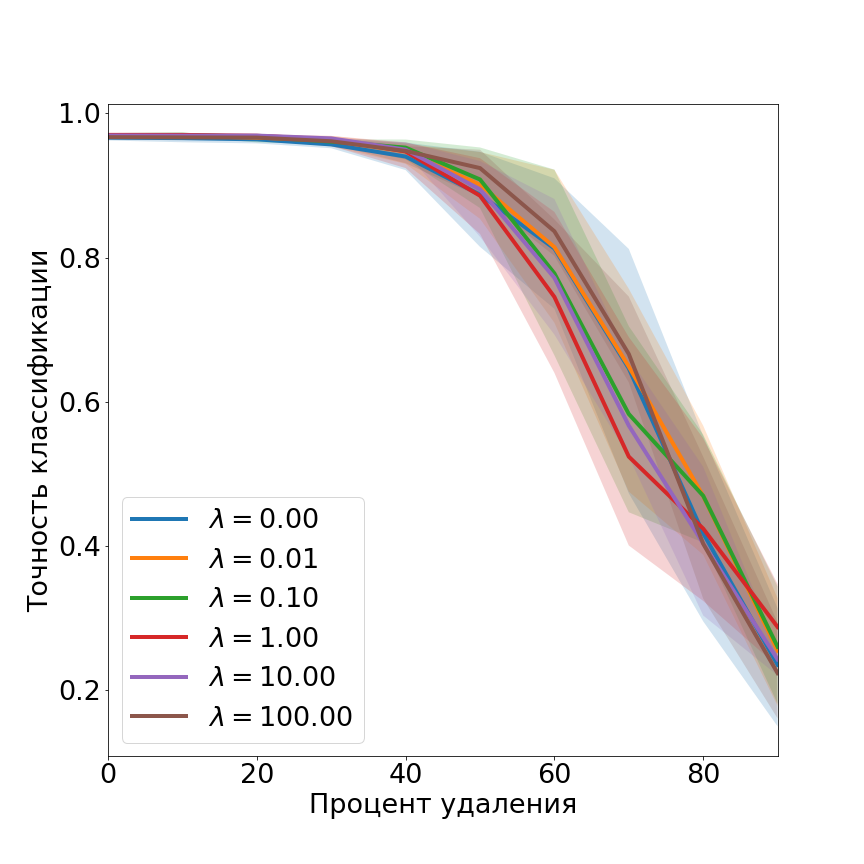 1.0
0.8
0.6
0.4
0.2
Точность классификации
λ = 0.00
λ = 0.01
λ = 0.10
λ = 1.00
λ = 10.00
λ = 100.00
0 20 40 60 80
Процент удаления